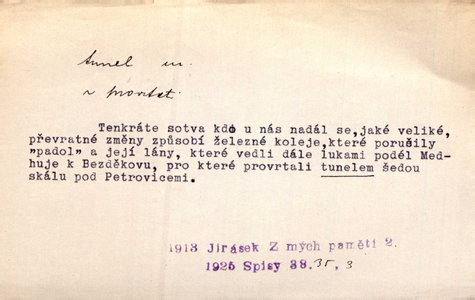 tunel m.
v provrtat.
Tenkráte sotva kdo u nás nadál se,jaké veliké,
převratné změny způsobí železné koleje,které porušily
"padol" a její lány, které vedli dále lukami podél Med-
huje k Bezděkovu, pro které provrtali tunelem šedou
skálu pod Petrovicemi.
1913 Jirásek Z mých pamětí 2.
1925 Spisy 38.35, 3